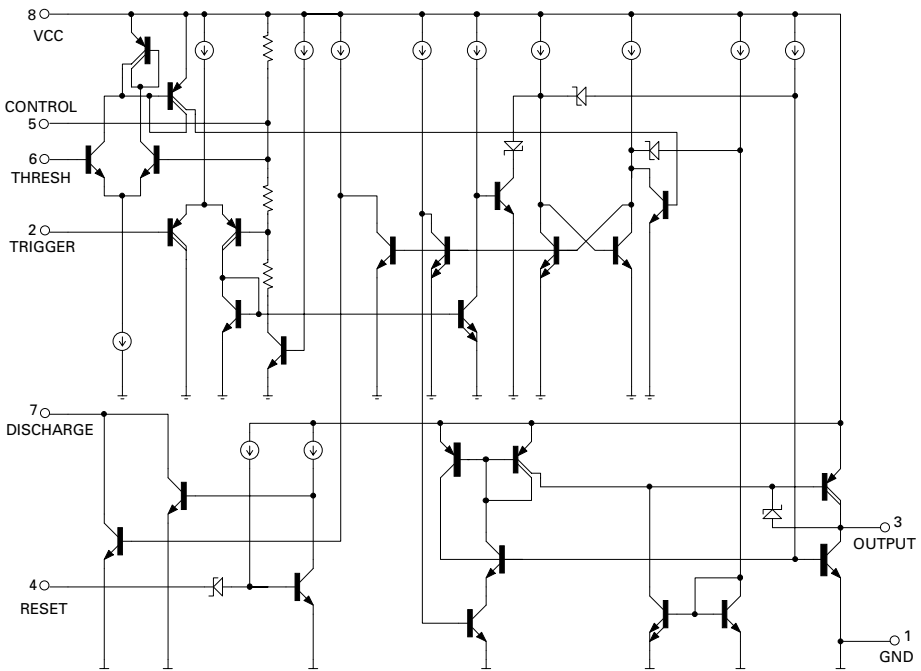 8
VCC
CONTROL
5
6
THRESH
2
TRIGGER
7
DISCHARGE
4
RESET
3
OUTPUT
1
GND